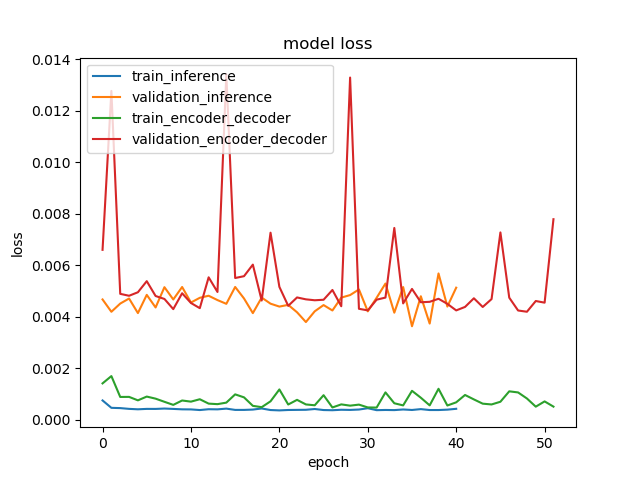 model loss
0.014
0.012
0.010
0.008
0.006
0.004
0.002
0.000
loss
train_inference
validation_inference
train_encoder_decoder
validation_encoder_decoder
0 10 20 30 40 50
epoch